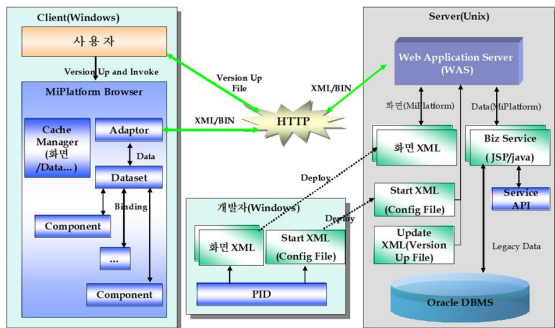 Client(Windows)
사 용 자
Version Up and Invoke
MiPlatform Browser
Cache
Manager
(화면
/Data...)
Adaptor
Data
Dataset
Binding
Component
...
Component
Version Up
File
XML/BIN
XML/BIN
HTTP
Deploy
개발자(Windows)
Deploy
화면 XML
Start XML
(Config File)
PID
Server(Unix)
Web Application Server
(WAS)
화면(MiPlatform)
Data(MiPlatform)
화면 XML
Biz Service
( JSP/java)
Start XML
(Config File)
Service
API
Update
XML(Version
Up File)
Legacy Data
Oracle DBMS